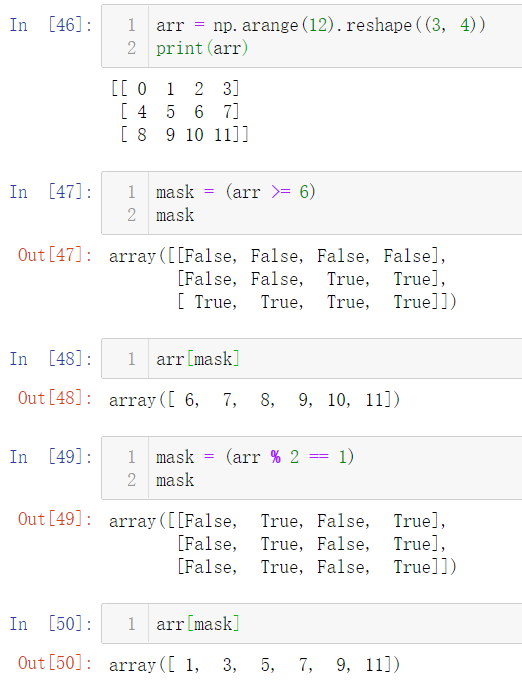 In [46]: 1 arr = np.arange(12).reshape((3, 4))
2 print(arr)
[[ 0  1  2  3]
 [ 4  5  6  7]
 [ 8  9 10 11]]
In [47]: 1 mask = (arr >= 6)
2 mask
Out[47]: array([[False, False, False, False],
       [False, False,  True,  True],
       [ True,  True,  True,  True]])
In [48]: 1 arr[mask]
Out[48]: array([ 6,  7,  8,  9, 10, 11])
In [49]: 1 mask = (arr % 2 == 1)
2 mask
Out[49]: array([[False,  True, False,  True],
       [False,  True, False,  True],
       [False,  True, False,  True]])
In [50]: 1 arr[mask]
Out[50]: array([ 1,  3,  5,  7,  9, 11])